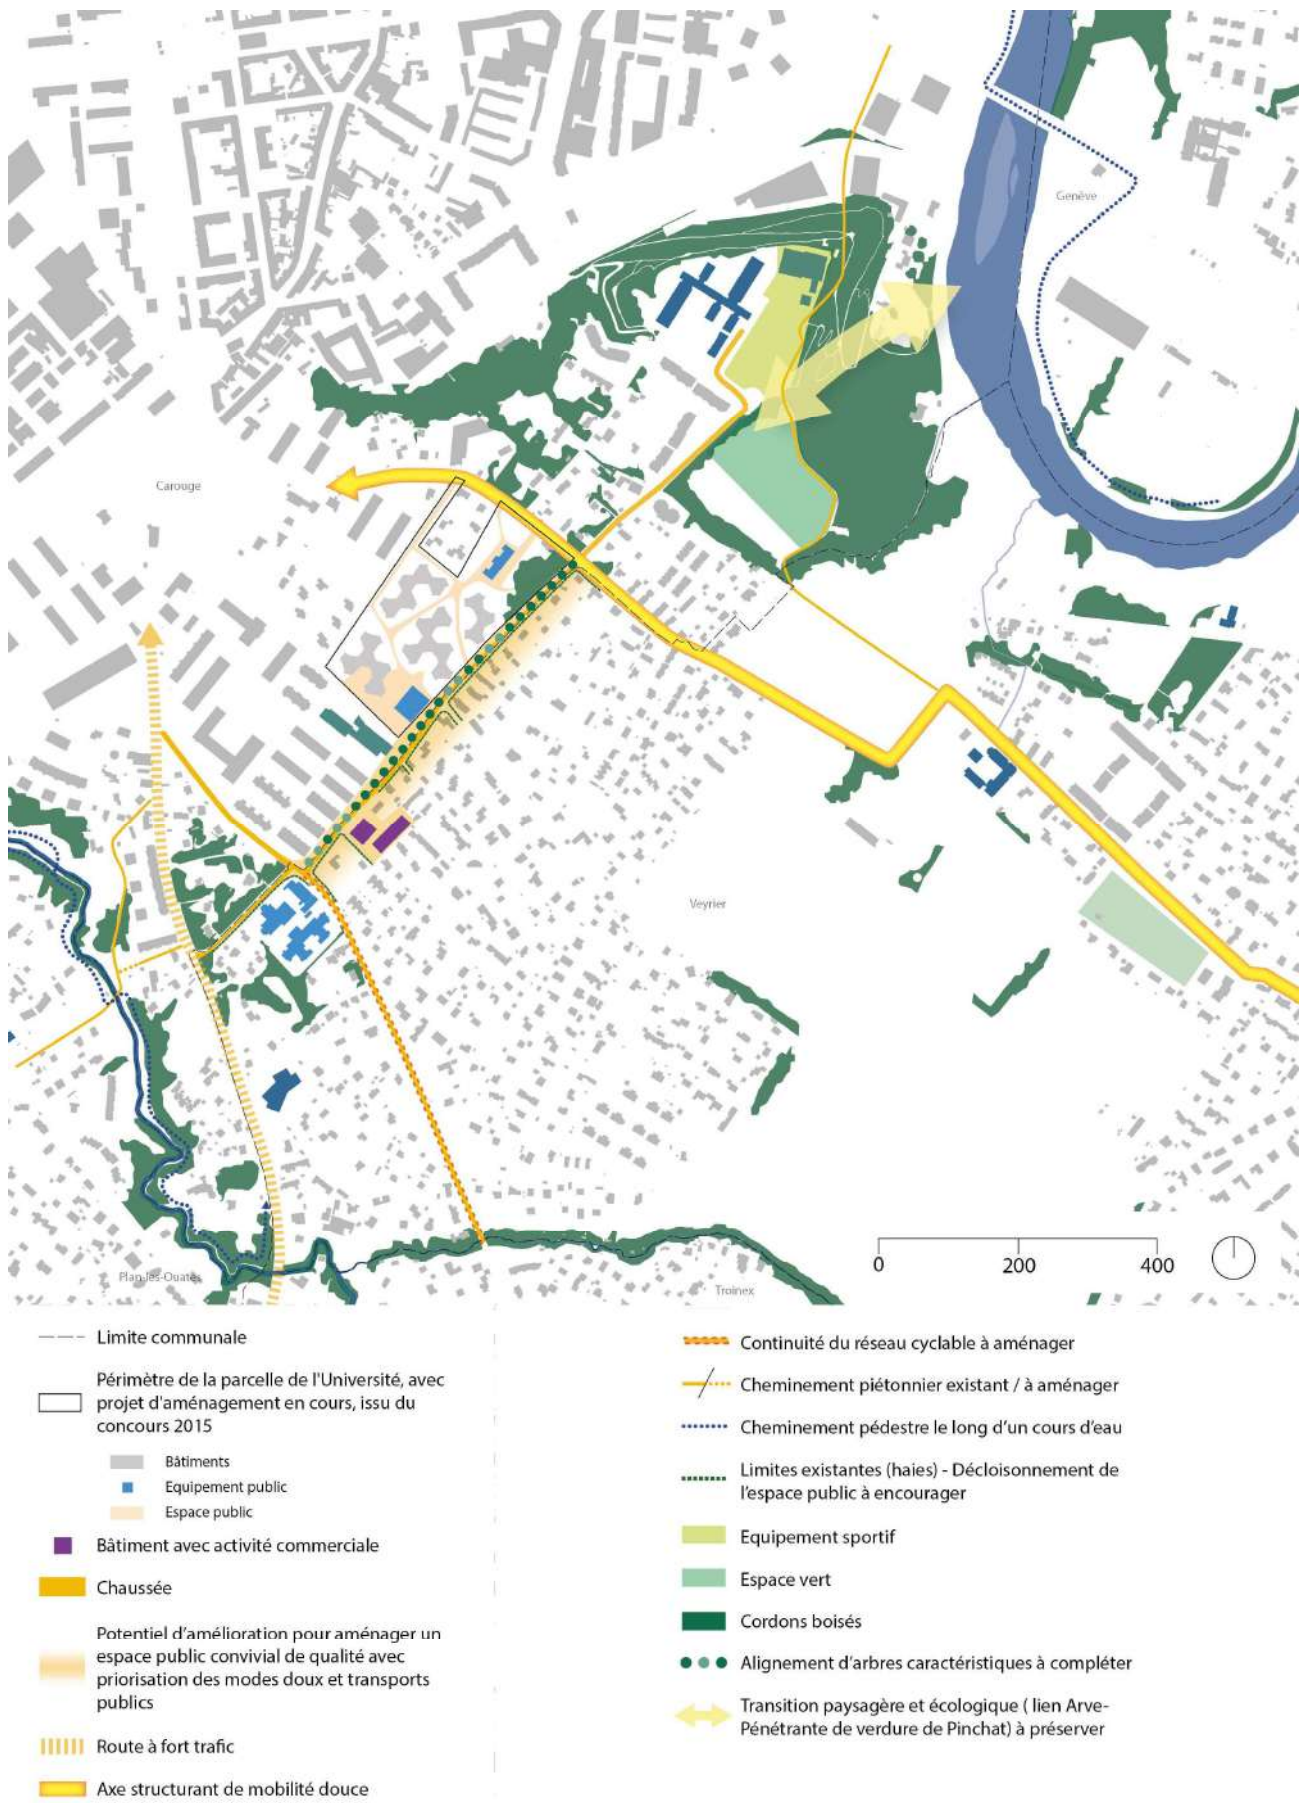 Genève
Carouge
Veyrier
Plan-les-Ouates
Troinex
0 200 400
Limite communale
Périmètre de la parcelle de l'Université, avec
projet d'aménagement en cours, issu du
concours 2015
Bâtiments
Equipement public
Espace public
Bâtiment avec activité commerciale
Chaussée
Potentiel d'amélioration pour aménager un
espace public convivial de qualité avec
priorisation des modes doux et transports
publics
Route à fort trafic
Axe structurant de mobilité douce
Continuité du réseau cyclable à aménager
Cheminement piétonnier existant / à aménager
Cheminement pédestre le long d'un cours d'eau
Limites existantes (haies) - Décloisonnement de
l'espace public à encourager
Equipement sportif
Espace vert
Cordons boisés
Alignement d'arbres caractéristiques à compléter
Transition paysagère et écologique ( lien Arve-
Pénétrante de verdure de Pinchat) à préserver